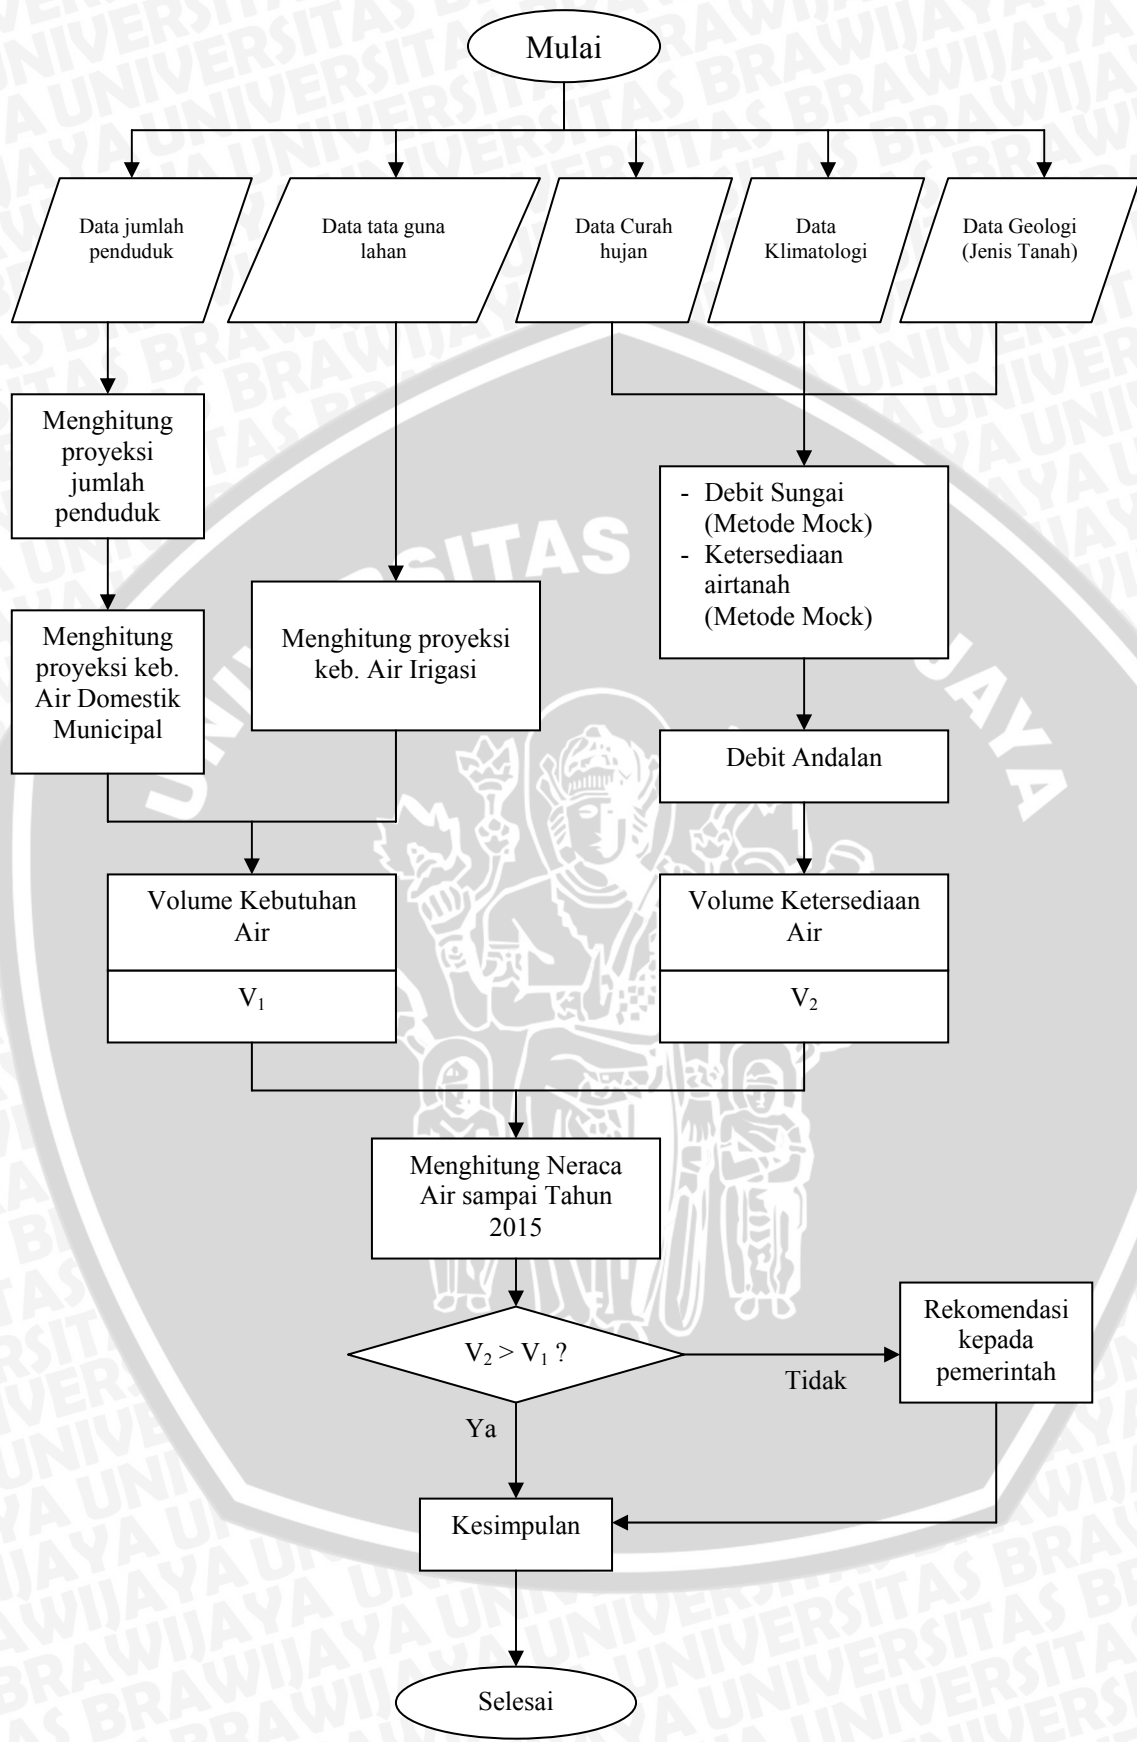 Mulai
Data jumlah
penduduk
Data tata guna
lahan
Data Curah
hujan
Data
Klimatologi
Data Geologi
(Jenis Tanah)
Menghitung
proyeksi
jumlah
penduduk
- Debit Sungai
(Metode Mock)
- Ketersediaan
airtanah
(Metode Mock)
Menghitung
proyeksi keb.
Air Domestik
Municipal
Menghitung proyeksi
keb. Air Irigasi
Debit Andalan
Volume Kebutuhan
Air
V₁
Volume Ketersediaan
Air
V₂
Menghitung Neraca
Air sampai Tahun
2015
V₂ > V₁ ?
Tidak
Rekomendasi
kepada
pemerintah
Ya
Kesimpulan
Selesai